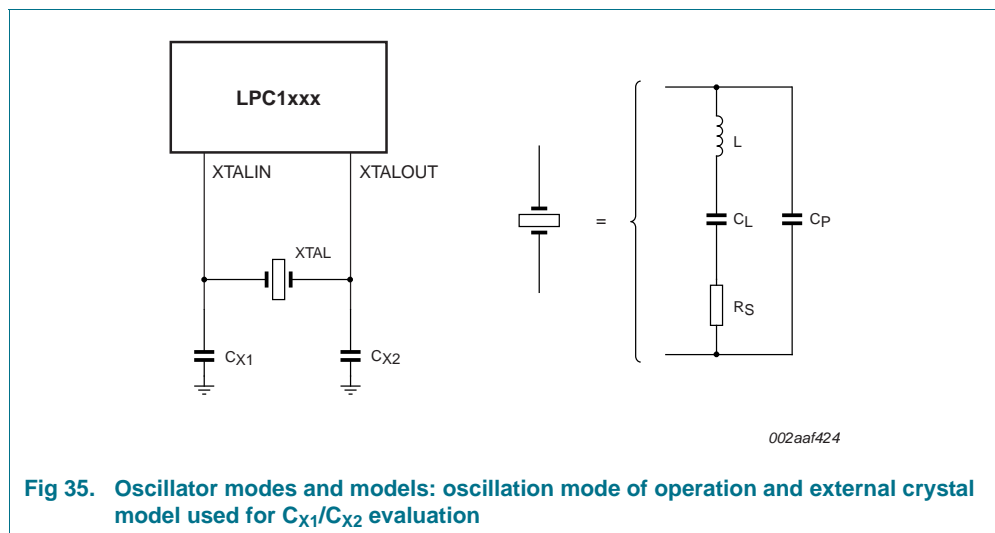 LPC1xxx
XTALIN
XTALOUT
XTAL
CX1
CX2
=
L
CL
CP
RS
002aaf424
Fig 35. Oscillator modes and models: oscillation mode of operation and external crystal
model used for CX1/CX2 evaluation